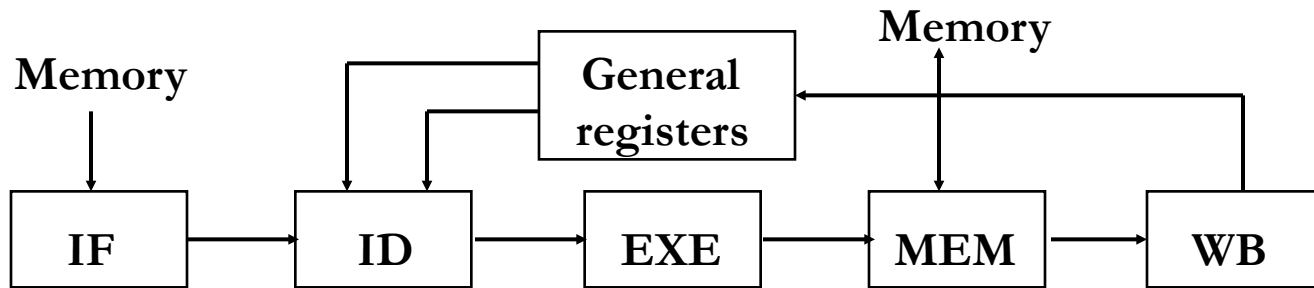 Memory
Memory
General
registers
IF
ID
EXE
MEM
WB